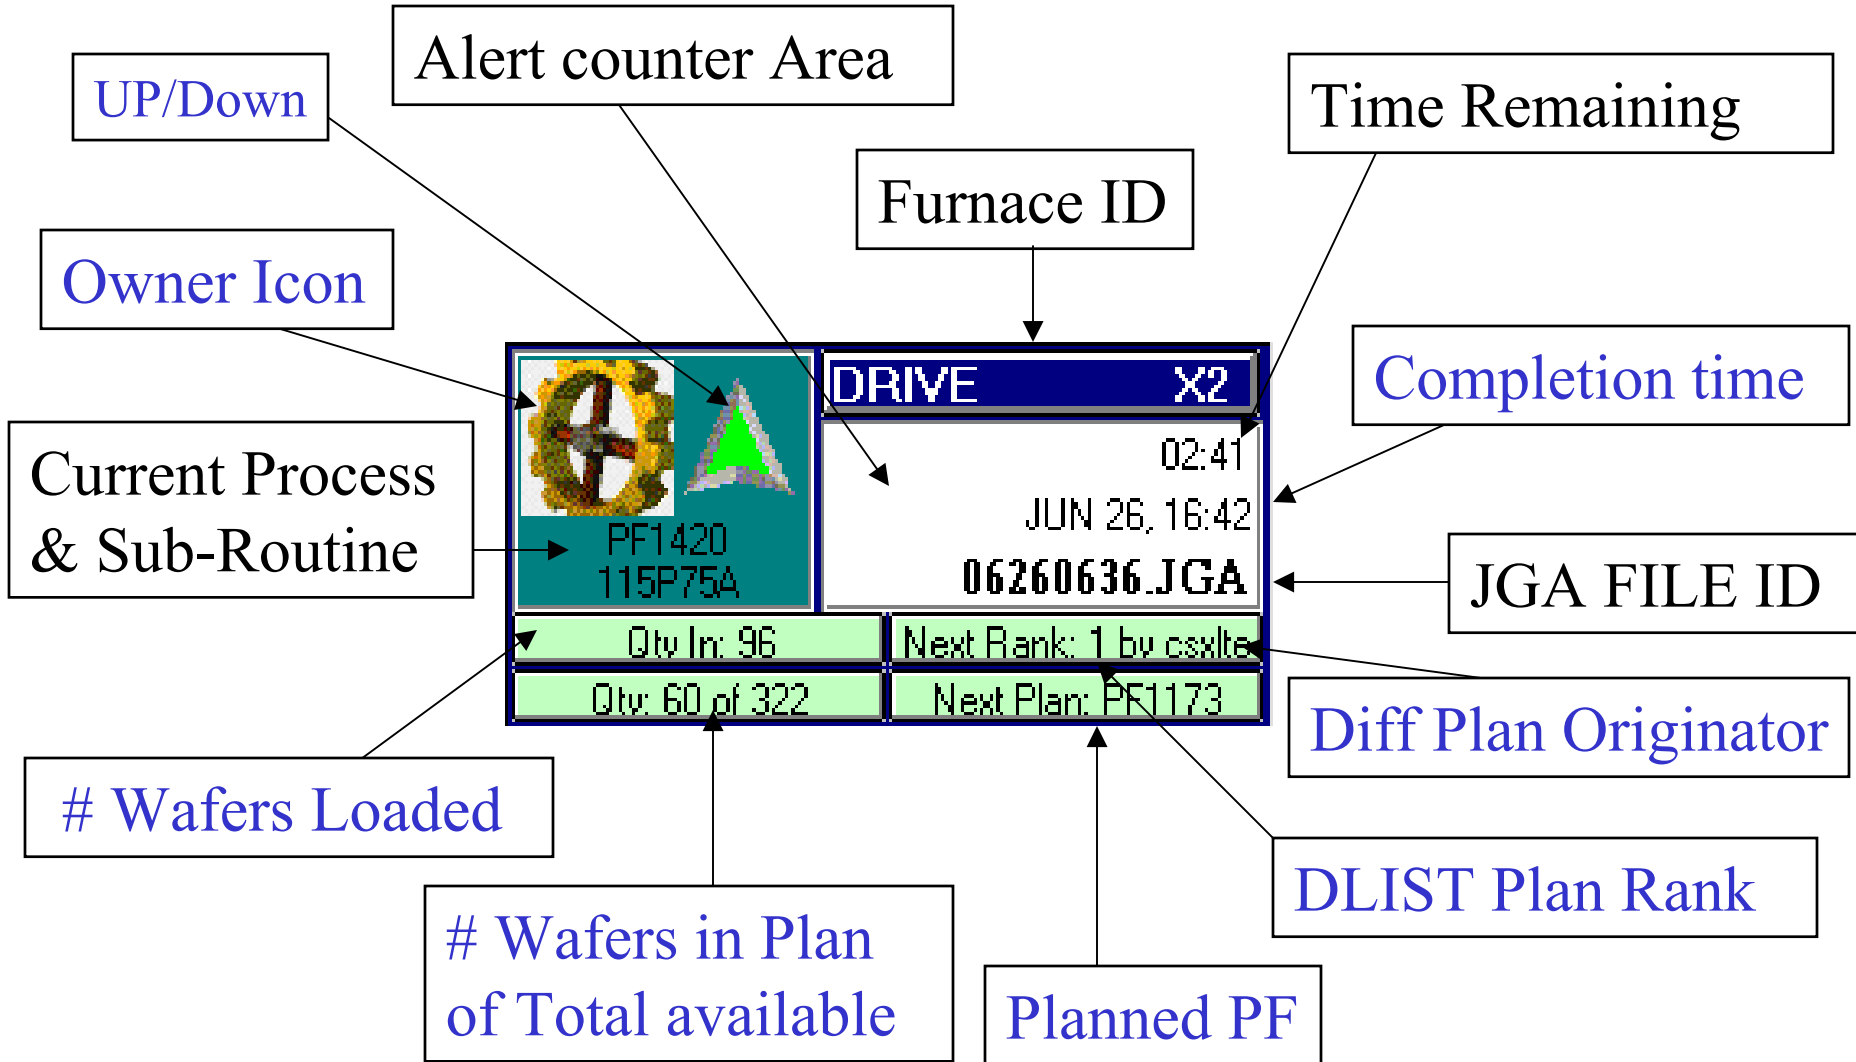 Alert counter Area
UP/Down
Time Remaining
Furnace ID
Owner Icon
Completion time
DRIVE X2
Current Process
& Sub-Routine
02:41
JUN 26, 16:42
PF1420
115P75A
06260636.JGA
JGA FILE ID
Qty In: 96
Next Rank: 1 by csxlte
Qty: 60 of 322
Next Plan: PF1173
Diff Plan Originator
# Wafers Loaded
DLIST Plan Rank
# Wafers in Plan
of Total available
Planned PF